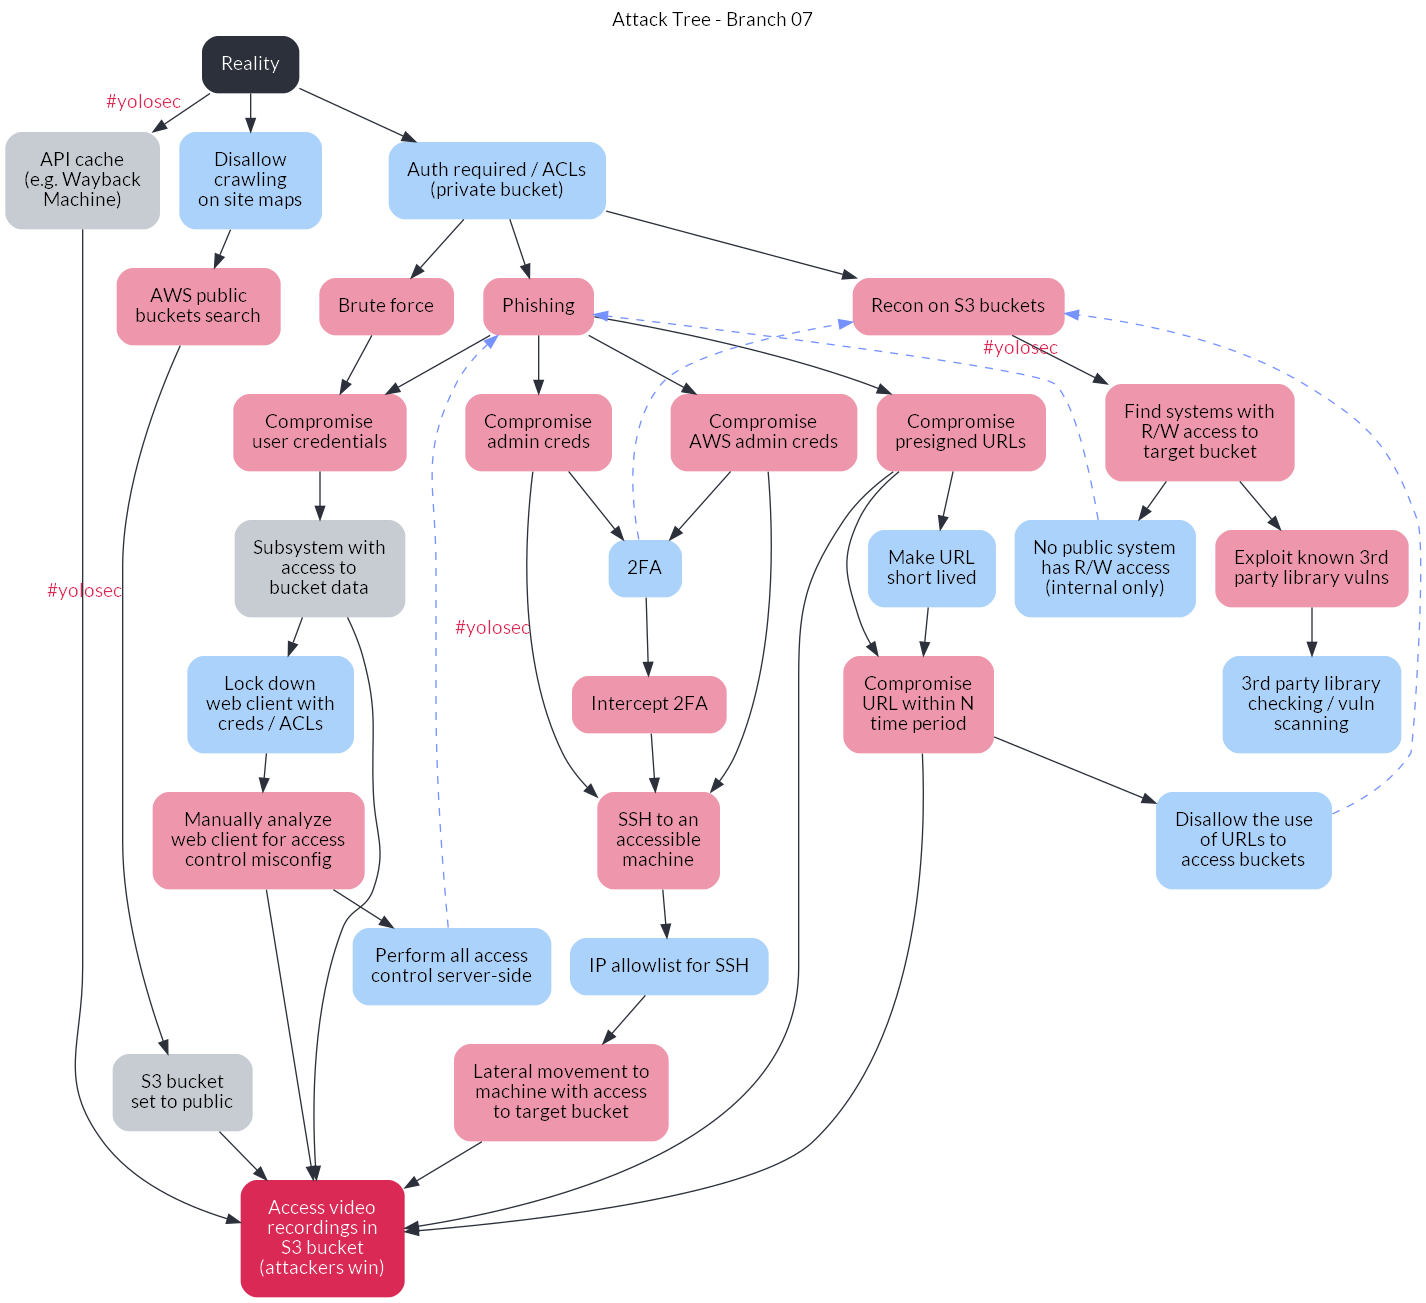 Attack Tree - Branch 07
Reality
#yolosec
API cache
(e.g. Wayback
Machine)
Disallow
crawling
on site maps
Auth required / ACLs
(private bucket)
AWS public
buckets search
Brute force
Phishing
Recon on S3 buckets
#yolosec
Compromise
user credentials
Compromise
admin creds
Compromise
AWS admin creds
Compromise
presigned URLs
Find systems with
R/W access to
target bucket
Subsystem with
access to
bucket data
2FA
Make URL
short lived
No public system
has R/W access
(internal only)
Exploit known 3rd
party library vulns
#yolosec
#yolosec
Lock down
web client with
creds / ACLs
Intercept 2FA
Compromise
URL within N
time period
3rd party library
checking / vuln
scanning
Manually analyze
web client for access
control misconfig
SSH to an
accessible
machine
Disallow the use
of URLs to
access buckets
Perform all access
control server-side
IP allowlist for SSH
S3 bucket
set to public
Lateral movement to
machine with access
to target bucket
Access video
recordings in
S3 bucket
(attackers win)